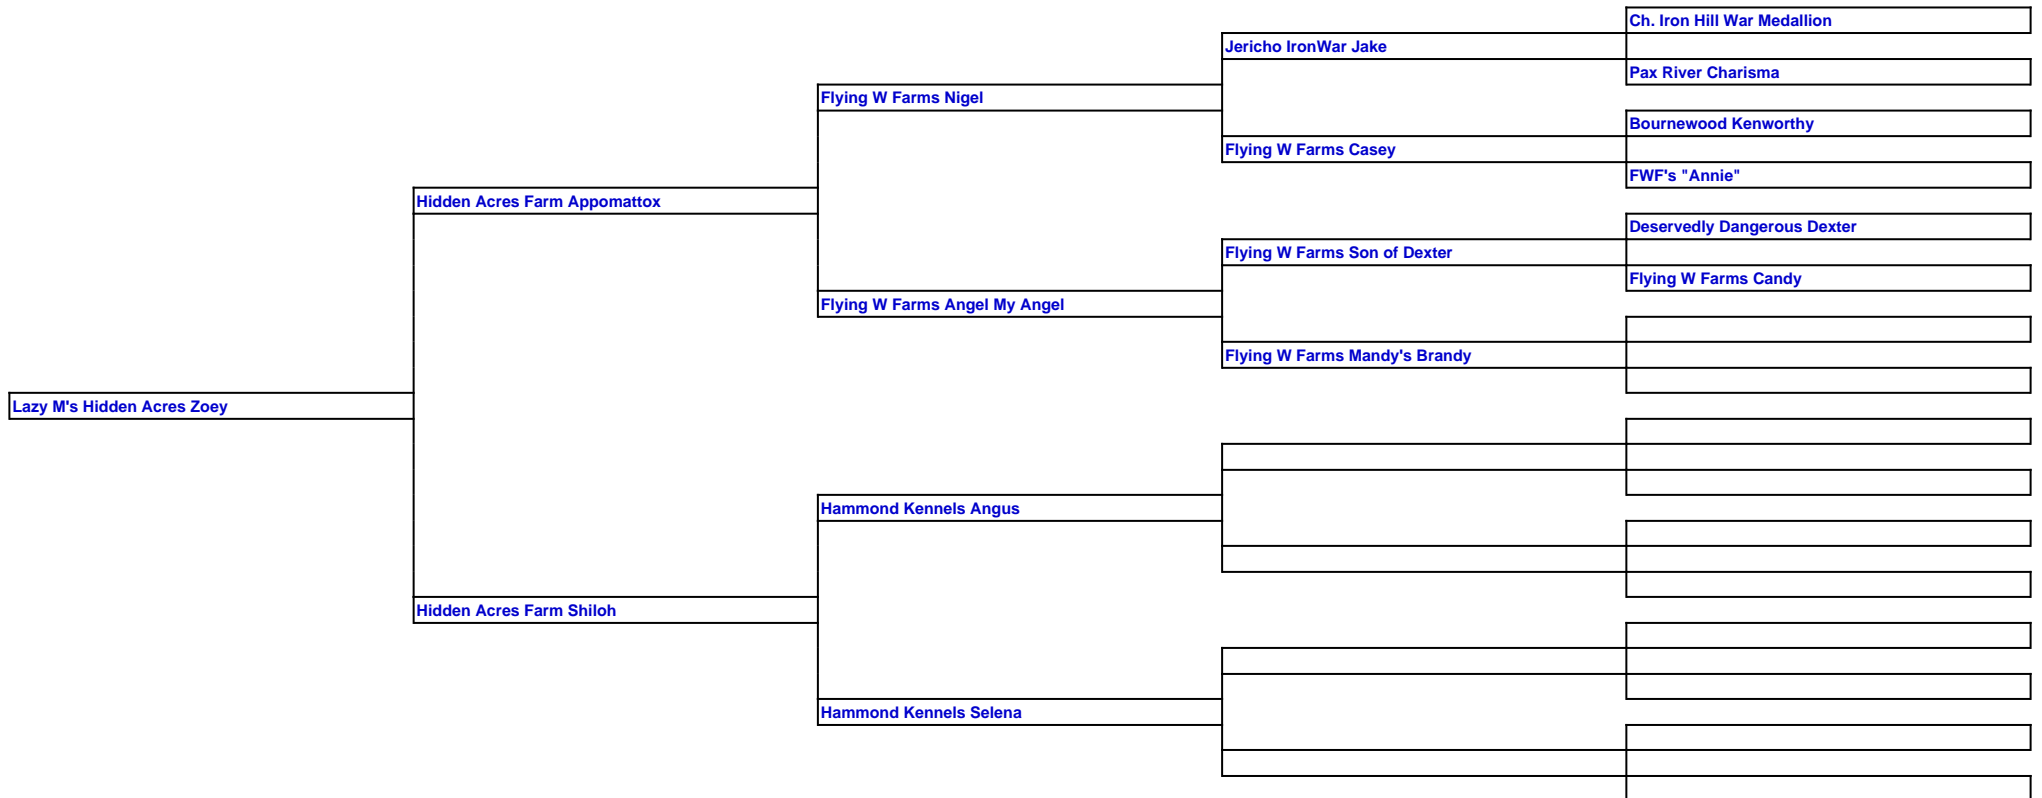 Ch. Iron Hill War Medallion
Jericho IronWar Jake
Pax River Charisma
Flying W Farms Nigel
Bournewood Kenworthy
Flying W Farms Casey
FWF's "Annie"
Hidden Acres Farm Appomattox
Deservedly Dangerous Dexter
Flying W Farms Son of Dexter
Flying W Farms Candy
Flying W Farms Angel My Angel
Flying W Farms Mandy's Brandy
Lazy M's Hidden Acres Zoey
Hammond Kennels Angus
Hidden Acres Farm Shiloh
Hammond Kennels Selena